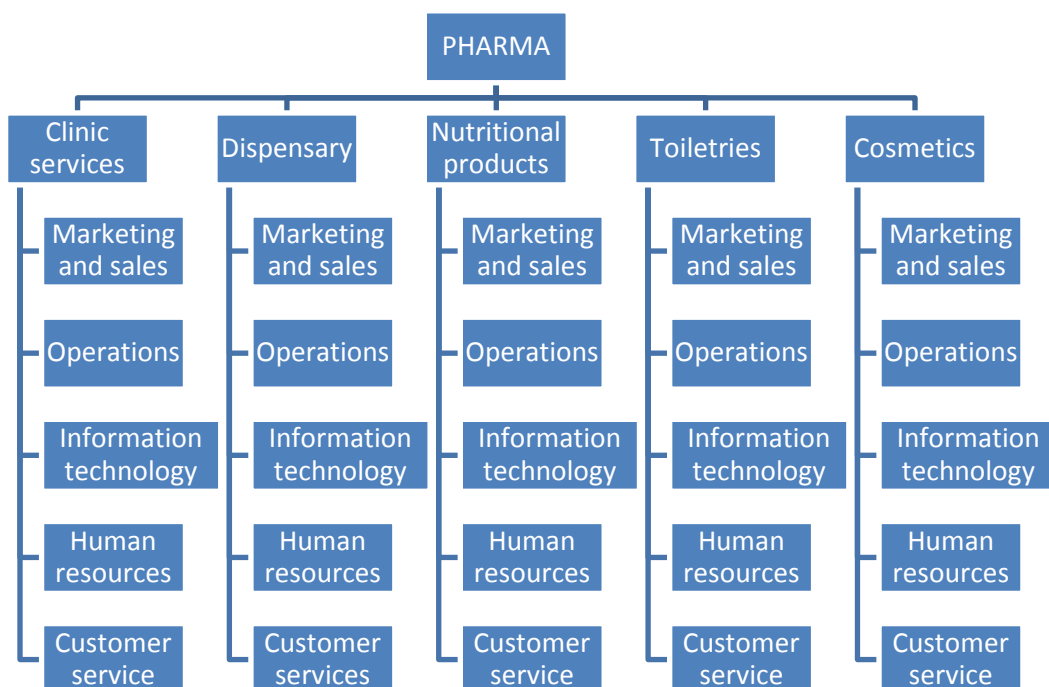 PHARMA
Clinic
services
Dispensary
Nutritional
products
Toiletries
Cosmetics
Marketing
and sales
Marketing
and sales
Marketing
and sales
Marketing
and sales
Marketing
and sales
Operations
Operations
Operations
Operations
Operations
Information
technology
Information
technology
Information
technology
Information
technology
Information
technology
Human
resources
Human
resources
Human
resources
Human
resources
Human
resources
Customer
service
Customer
services
Customer
service
Customer
service
Customer
service